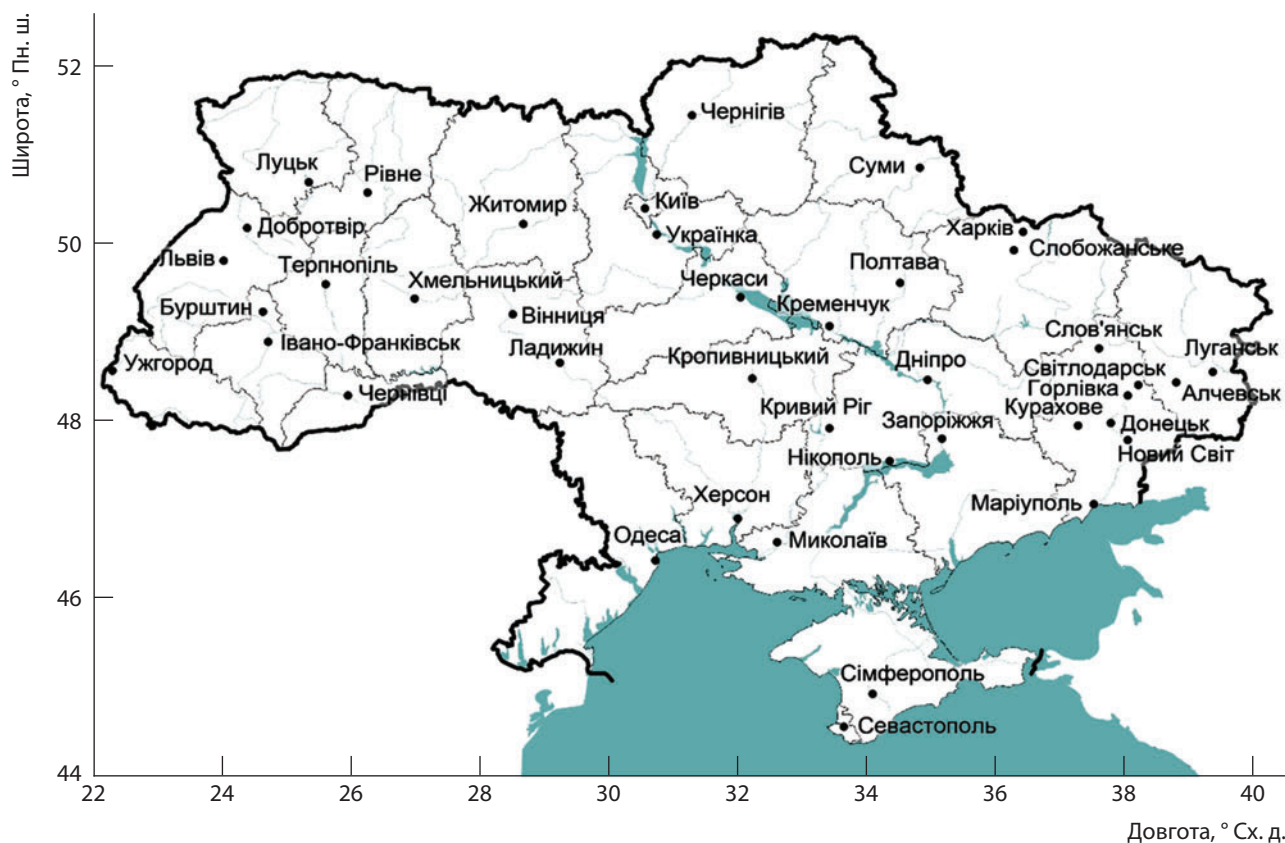 Широта, ° Пн. ш.
52
50
48
46
44
Чернігів
Суми
Луцьк
Рівне
Житомир
Київ
Добротвір
Українка
Харків
Слобожанське
Львів
Терпнопіль
Хмельницький
Черкаси
Полтава
Бурштин
Вінниця
Кременчук
Слов'янськ
Івано-Франківськ
Ладижин
Кропивницький
Дніпро
Світлодарськ
Луганськ
Ужгород
Горлівка
Алчевськ
Чернівці
Кривий Ріг
Запоріжжя
Курахове
Донецьк
Нікополь
Новий Світ
Херсон
Маріуполь
Одеса
Миколаїв
Сімферополь
Севастополь
22 24 26 28 30 32 34 36 38 40
Довгота, ° Сх. д.